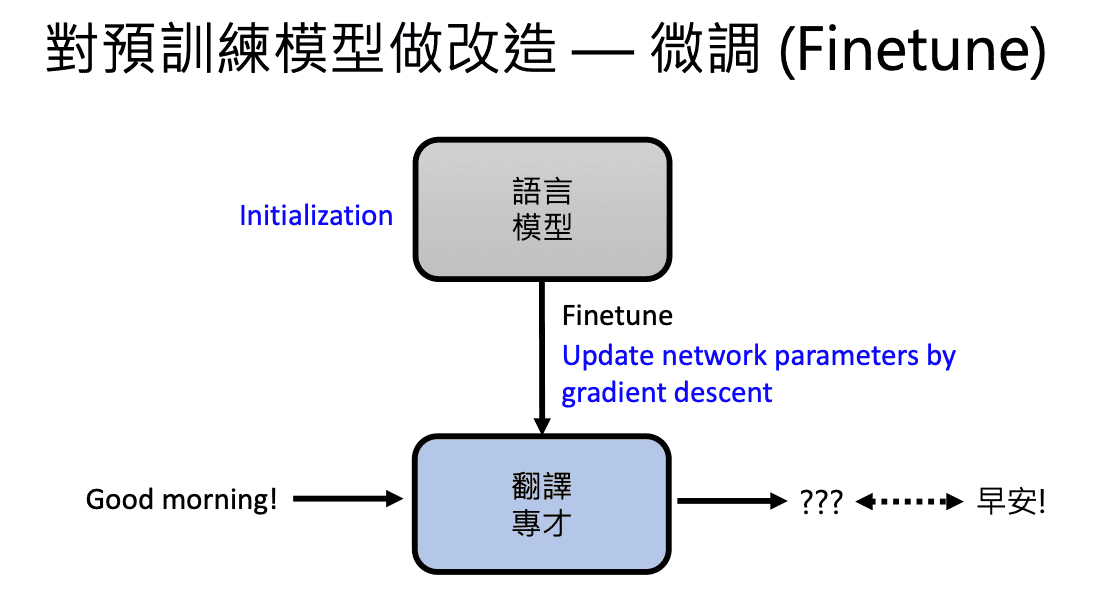 對預訓練模型做改造 — 微調 (Finetune)
語言
模型
Initialization
Finetune
Update network parameters by
gradient descent
翻譯
專才
Good morning!
???
早安!